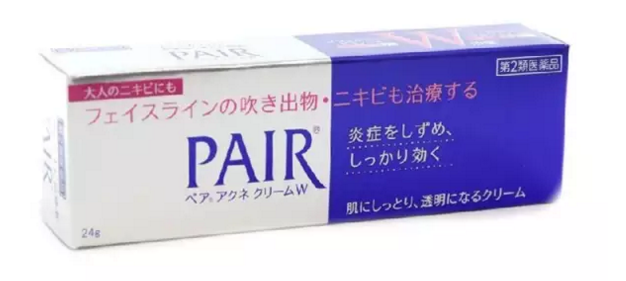 PAIR
W
第2類医薬品
大人のニキビにも
フェイスラインの吹き出物・ニキビも治療する
PAIR®
ペア® アクネ クリームW
24g
炎症をしずめ、
しっかり効く
肌にしっとり、透明になるクリーム
PAIR